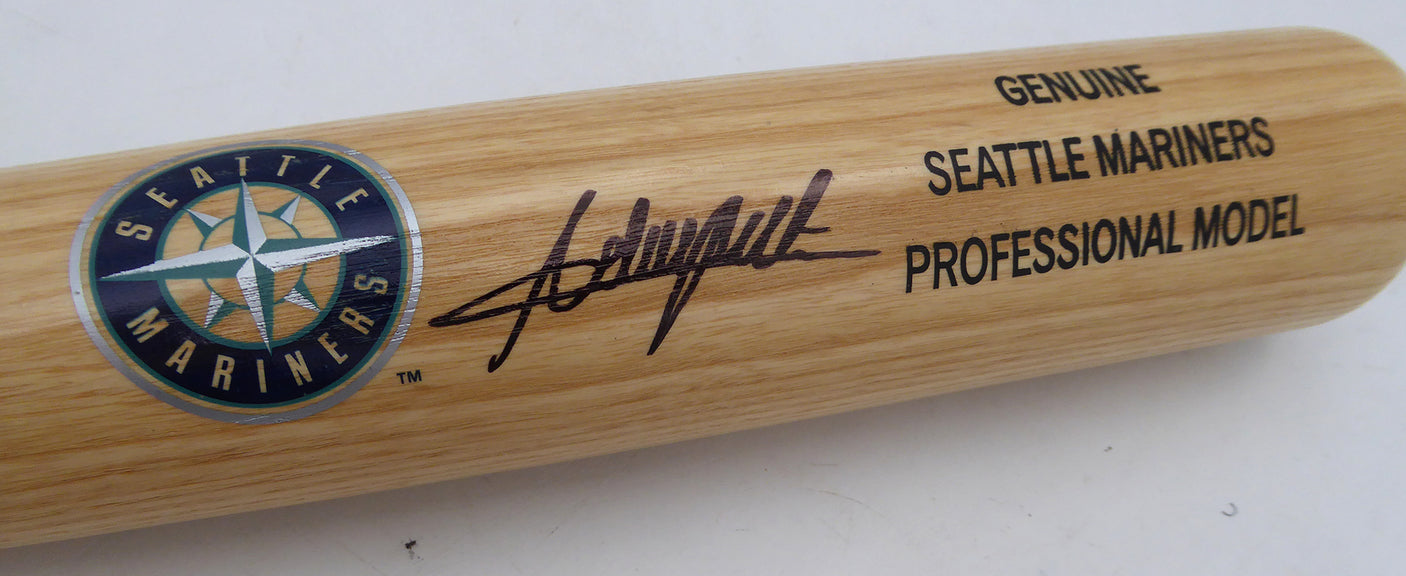 SEATTLE
MARINERS
TM
GENUINE
SEATTLE MARINERS
PROFESSIONAL MODEL